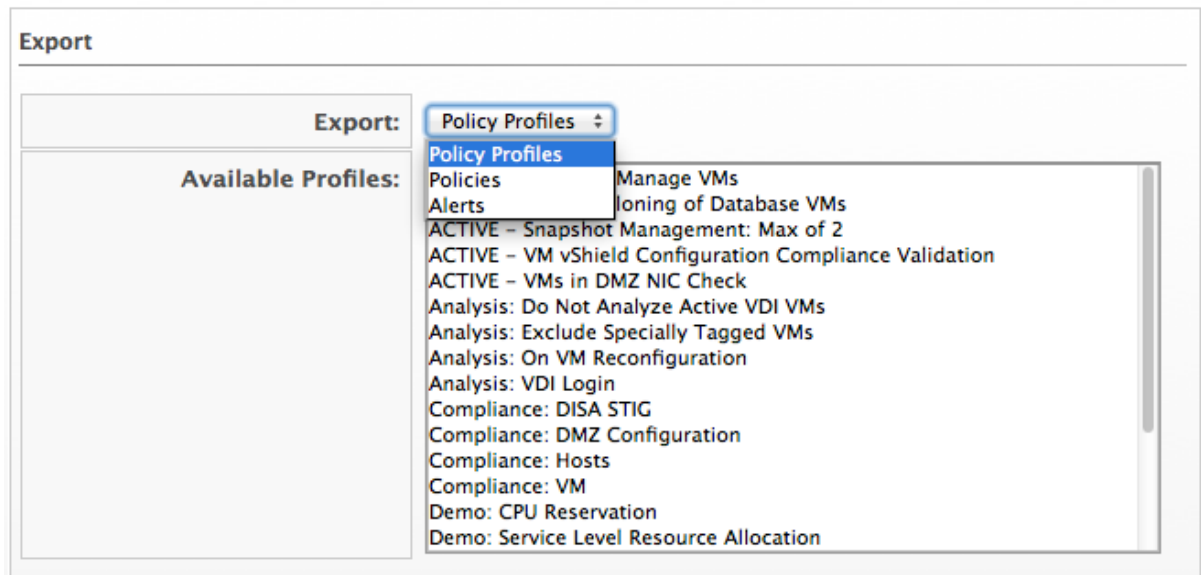 Export
Export:
Policy Profiles
Policy Profiles
Policies
Alerts
Available Profiles:
Manage VMs
loning of Database VMs
ACTIVE – Snapshot Management: Max of 2
ACTIVE – VM vShield Configuration Compliance Validation
ACTIVE – VMs in DMZ NIC Check
Analysis: Do Not Analyze Active VDI VMs
Analysis: Exclude Specially Tagged VMs
Analysis: On VM Reconfiguration
Analysis: VDI Login
Compliance: DISA STIG
Compliance: DMZ Configuration
Compliance: Hosts
Compliance: VM
Demo: CPU Reservation
Demo: Service Level Resource Allocation